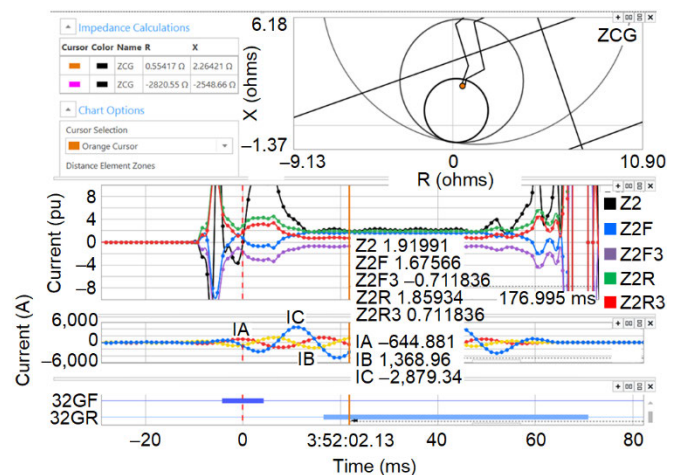 Impedance Calculations
Cursor Color Name R X
ZCG 0.55417 Ω 2.26421 Ω
ZCG -2820.55 Ω -2548.66 Ω
Chart Options
Cursor Selection
Orange Cursor
Distance Element Zones
6.18
X (ohms)
–1.37
–9.13 0 10.90
R (ohms)
ZCG
Current (pu)
8
4
0
–4
–8
Z2
Z2F
Z2F3
Z2R
Z2R3
Z2 1.91991
Z2F 1.67566
Z2F3 –0.711836
Z2R 1.85934
Z2R3 0.711836
176.995 ms
Current (A)
6,000
0
–6,000
IA
IC
IB
IA –644.881
IB 1,368.96
IC –2,879.34
32GF
32GR
–20 0 3:52:02.13 40 60 80
Time (ms)